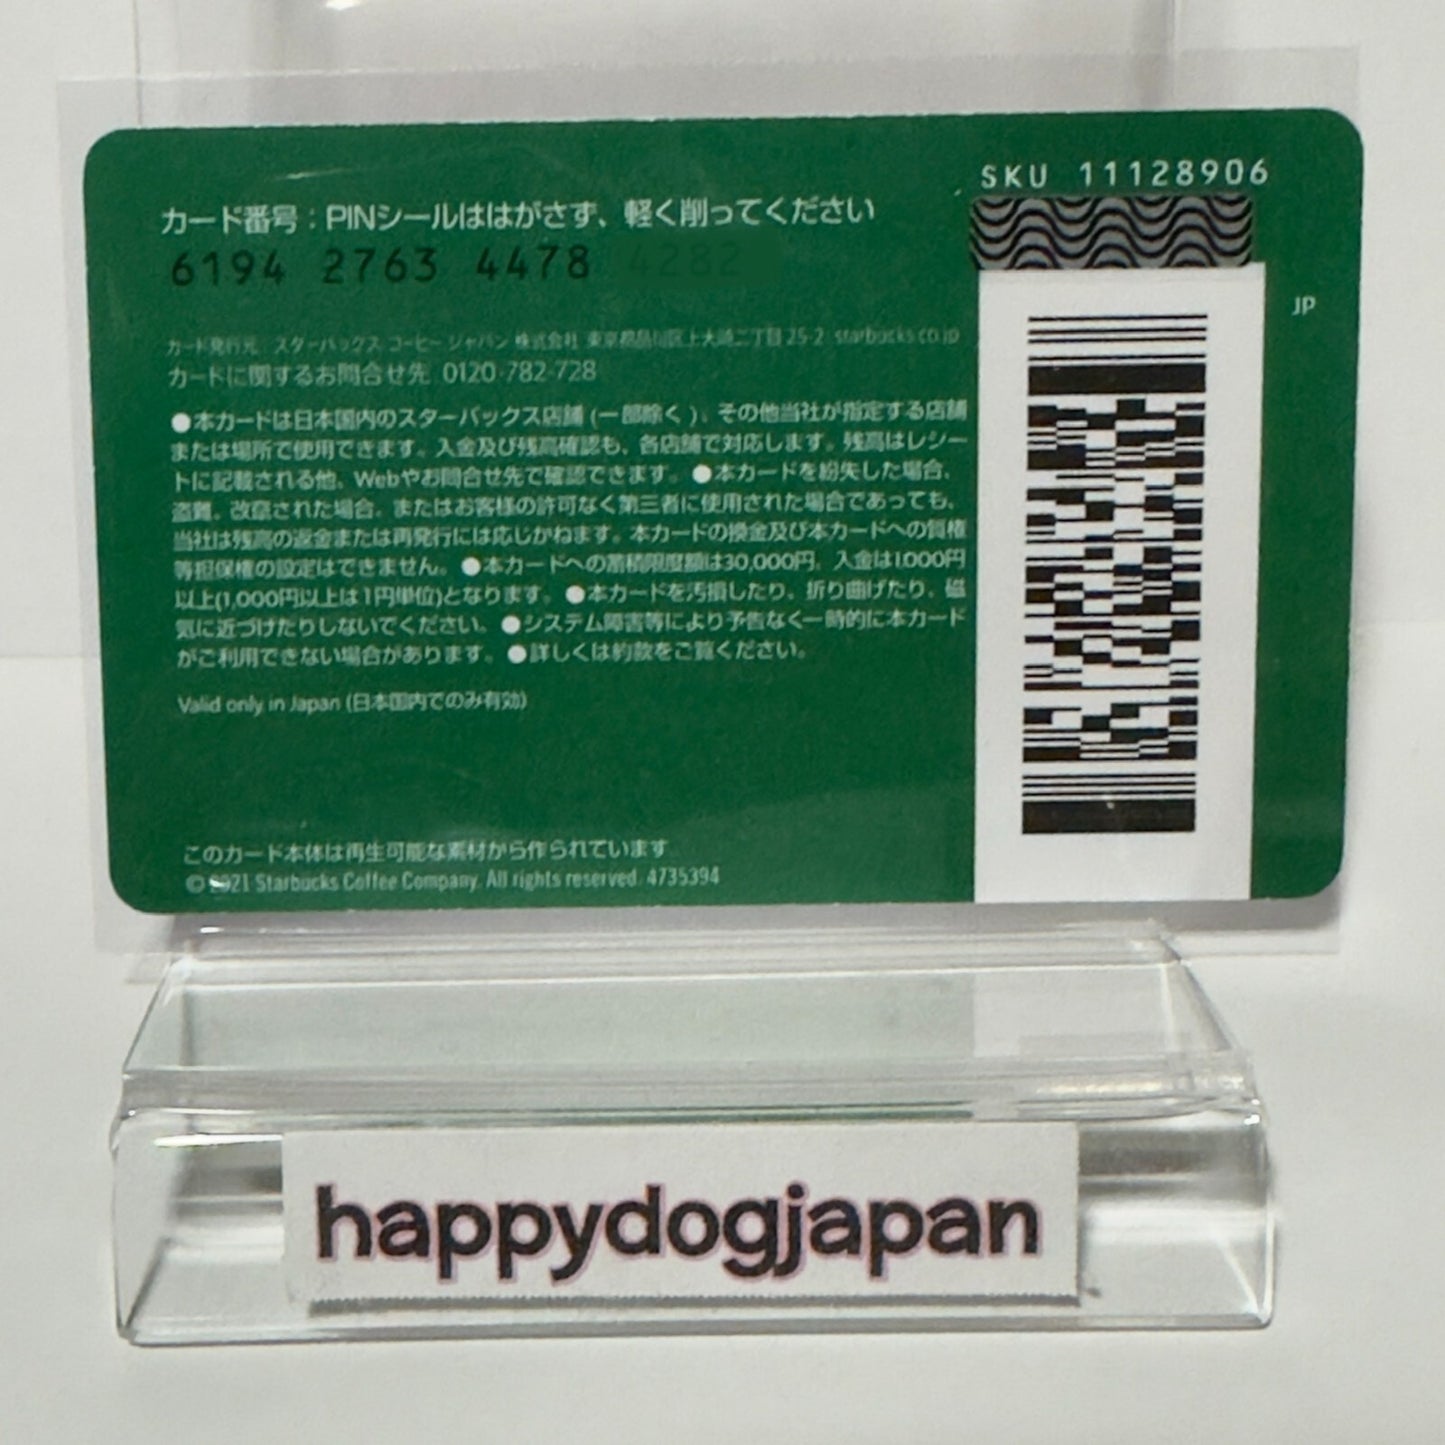 SKU 11128906
カード番号：PINシールははがさず、軽く削ってください
6194 2763 4478 4282
JP
カード発行元 スターバックス コーヒー ジャパン 株式会社 東京都品川区上大崎二丁目25-2 starbucks.co.jp
カードに関するお問合せ先 0120-782-728
●本カードは日本国内のスターバックス店舗 (一部除く)、その他当社が指定する店舗
または場所で使用できます。入金及び残高確認も、各店舗で対応します。残高はレシー
トに記載される他、Webやお問合せ先で確認できます。●本カードを紛失した場合、
盗難、改竄された場合、またはお客様の許可なく第三者に使用された場合であっても、
当社は残高の返金または再発行には応じかねます。本カードの換金及び本カードへの質権
等担保権の設定はできません。●本カードへの蓄積限度額は30,000円、入金は1,000円
以上(1,000円以上は1円単位)となります。●本カードを汚損したり、折り曲げたり、磁
気に近づけたりしないでください。●システム障害等により予告なく一時的に本カード
がご利用できない場合があります。●詳しくは約款をご覧ください。
Valid only in Japan (日本国内でのみ有効)
このカード本体は再生可能な素材から作られています
© 2021 Starbucks Coffee Company. All rights reserved. 4735394
happydogjapan